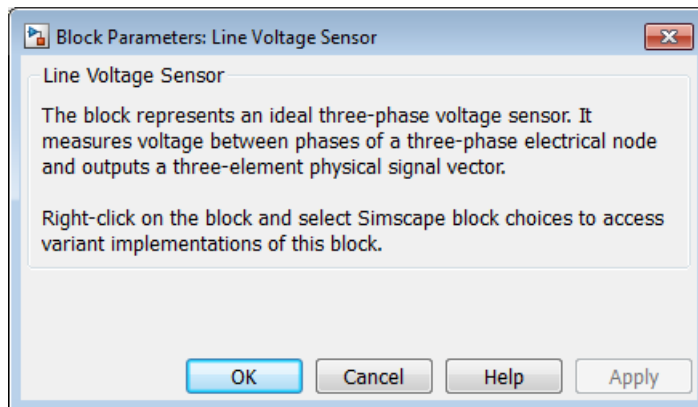 Block Parameters: Line Voltage Sensor
Line Voltage Sensor
The block represents an ideal three-phase voltage sensor. It
measures voltage between phases of a three-phase electrical node
and outputs a three-element physical signal vector.
Right-click on the block and select Simscape block choices to access
variant implementations of this block.
OK Cancel Help Apply